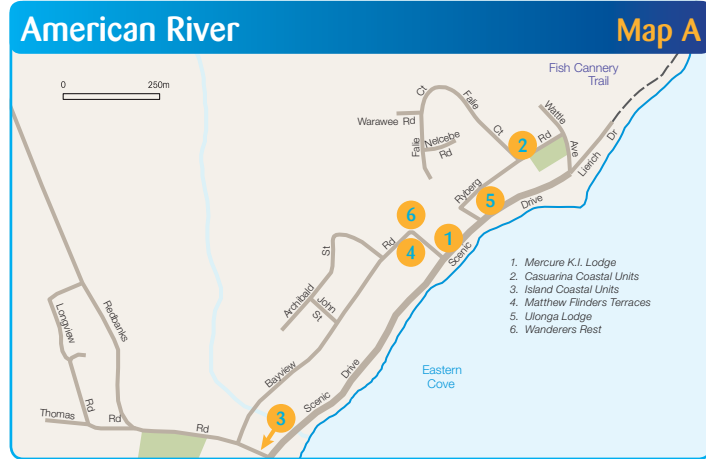 American River
Map A
0
250m
Fish Cannery
Trail
Ct
Falie
Wattle
Warawee Rd
Nelcebe
Rd
Falie
Ct
Rd
Ave
Dr
Lierich
2
Ryberg
5
Drive
6
1
Scenic
4
Rd
St
Archibald
John
St
1. Mercure K.I. Lodge
2. Casuarina Coastal Units
3. Island Coastal Units
4. Matthew Flinders Terraces
5. Ulonga Lodge
6. Wanderers Rest
Longview
Redbanks
Rd
Bayview
Drive
Scenic
Eastern
Cove
3
Thomas
Rd
Rd